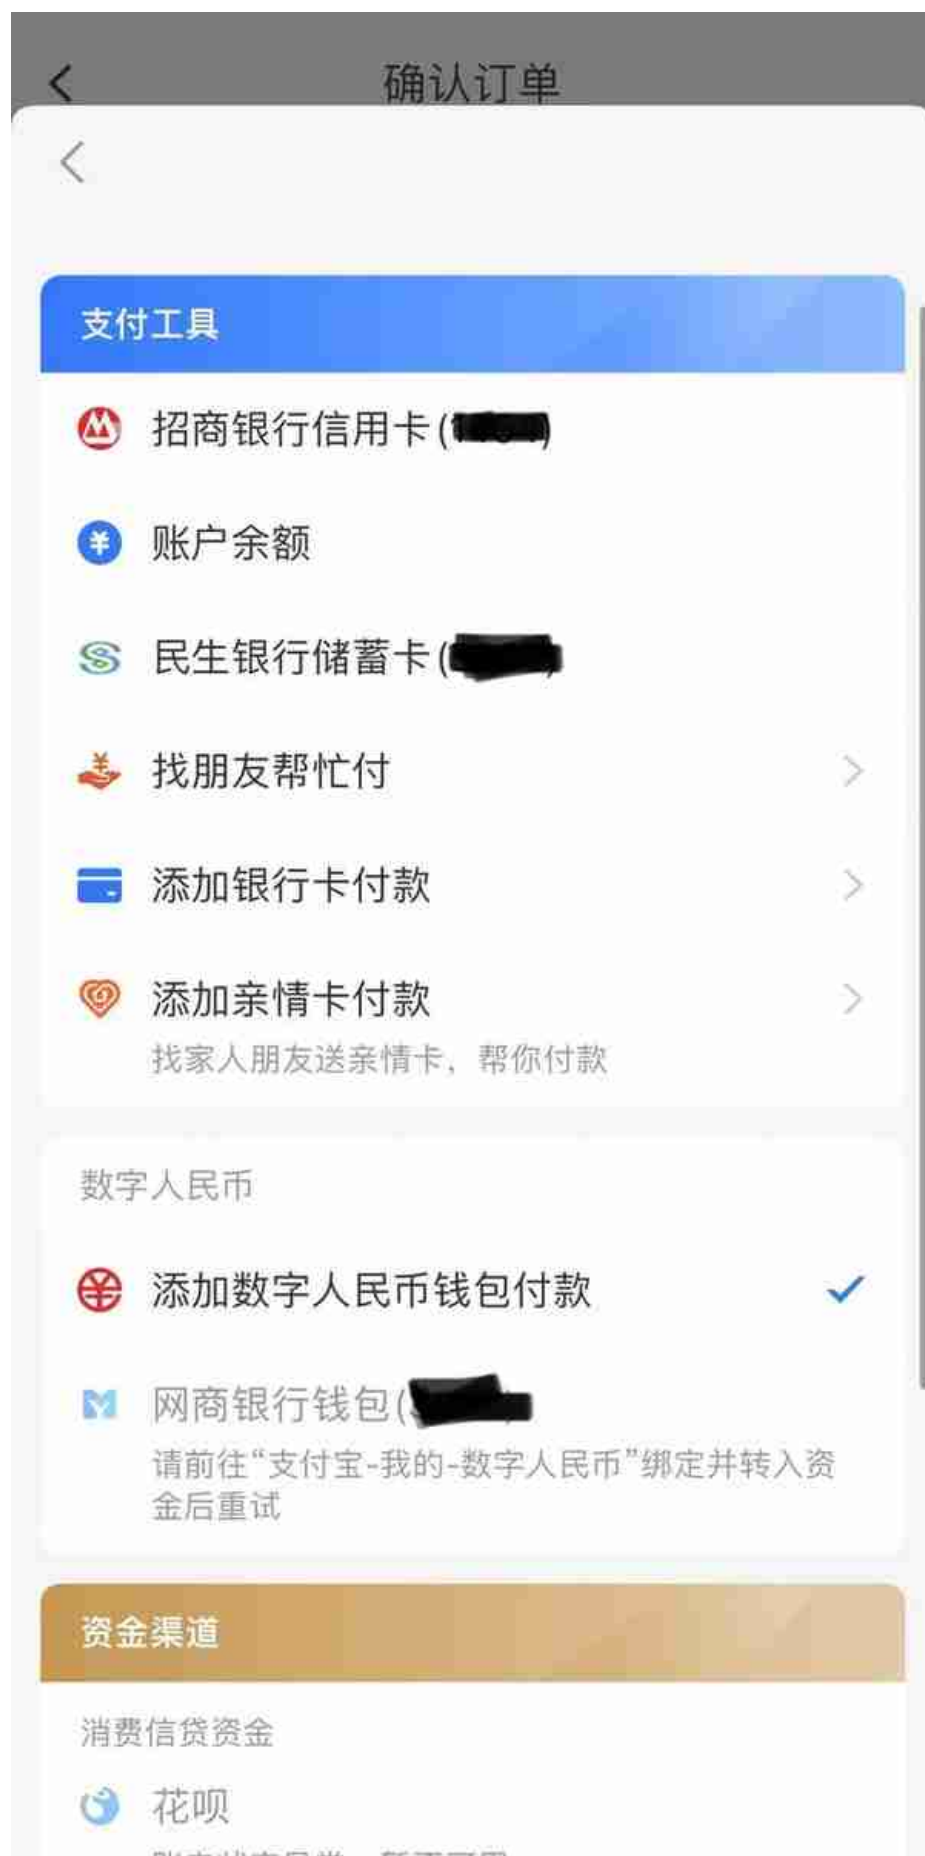 确认订单
支付工具
招商银行信用卡(
账户余额
民生银行储蓄卡(
找朋友帮忙付
添加银行卡付款
添加亲情卡付款
找家人朋友送亲情卡，帮你付款
数字人民币
添加数字人民币钱包付款
网商银行钱包(
请前往“支付宝-我的-数字人民币”绑定并转入资
金后重试
资金渠道
消费信贷资金
花呗